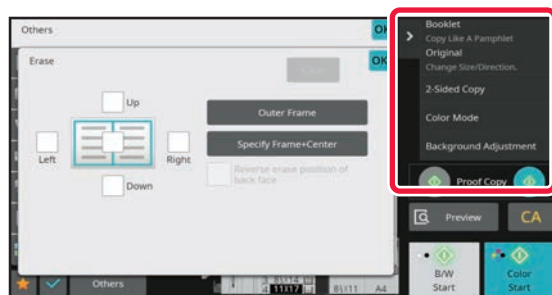 Others
OK
Erase
OK
Up
Left
Right
Down
Outer Frame
Specify Frame+Center
Reverse erase position of
back face
Booklet
Copy Like A Pamphlet
Original
Change Size/Direction.
2-Sided Copy
Color Mode
Background Adjustment
Proof Copy
Preview
CA
B/W
Start
Color
Start
Others
11X17
8½11
A4